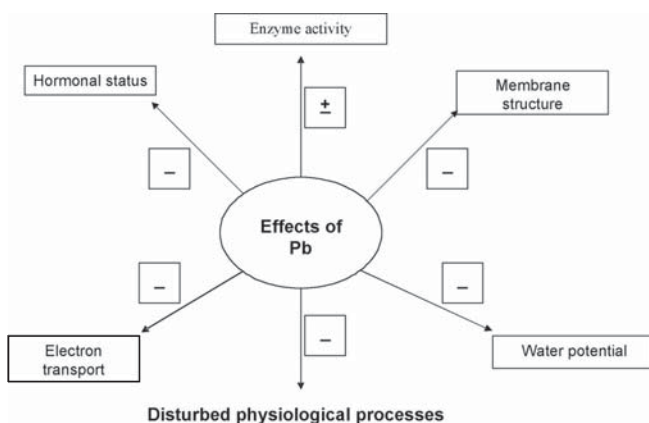 Enzyme activity
Hormonal status
±
Membrane
structure
–
–
Effects of
Pb
–
–
–
Electron
transport
Water potential
Disturbed physiological processes